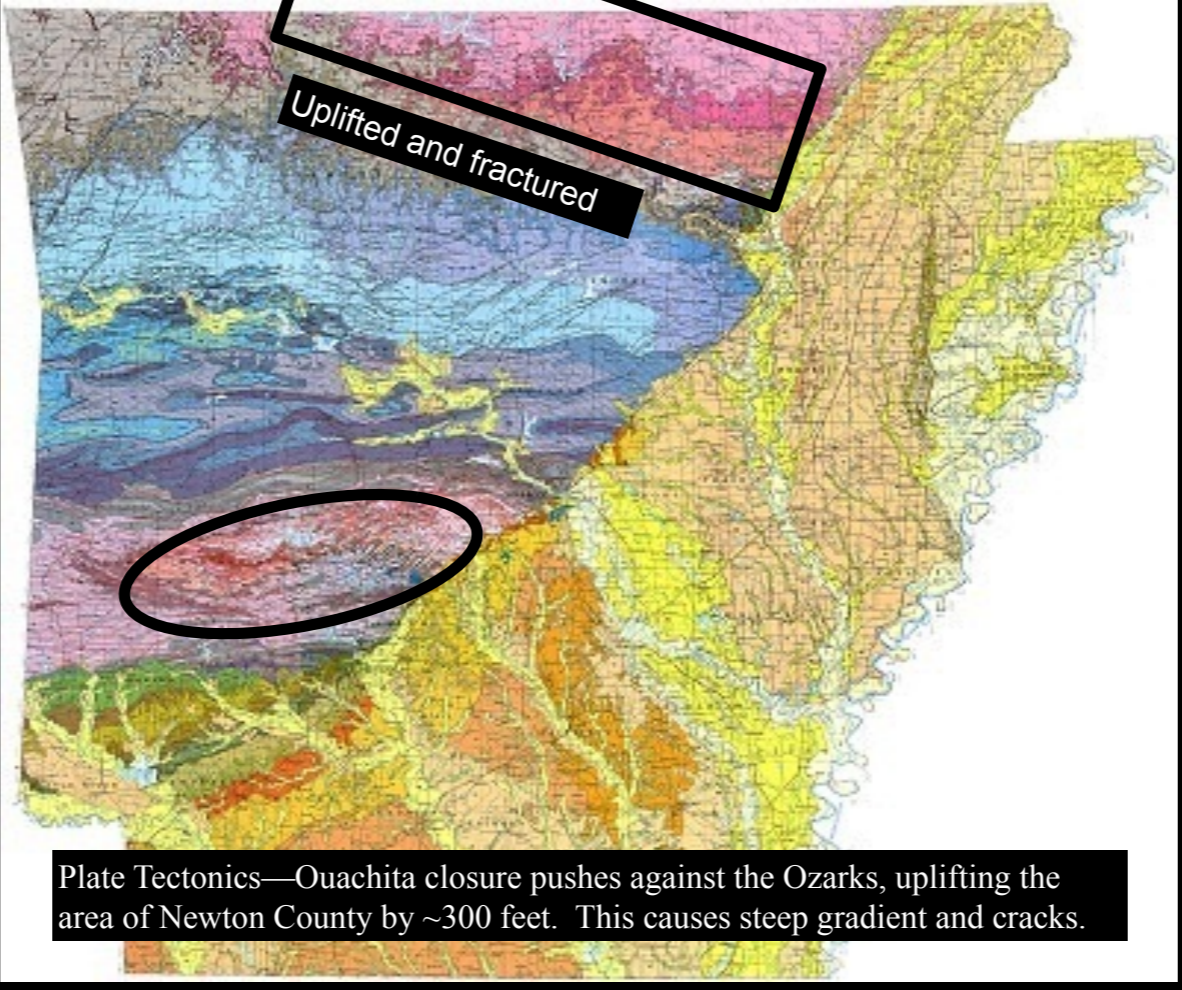 Uplifted and fractured
Plate Tectonics—Ouachita closure pushes against the Ozarks, uplifting the
area of Newton County by ~300 feet.  This causes steep gradient and cracks.